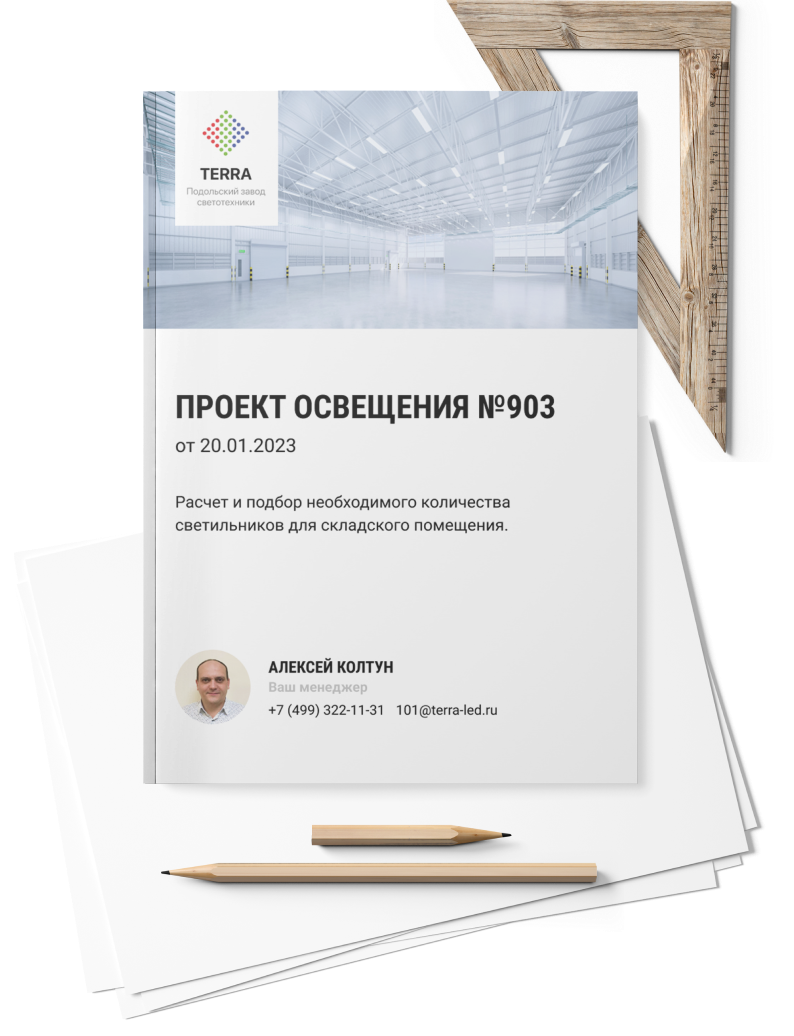 TERRA
Подольский завод
светотехники
ПРОЕКТ ОСВЕЩЕНИЯ №903
от 20.01.2023
Расчет и подбор необходимого количества
светильников для складского помещения.
АЛЕКСЕЙ КОЛТУН
Ваш менеджер
+7 (499) 322-11-31 101@terra-led.ru